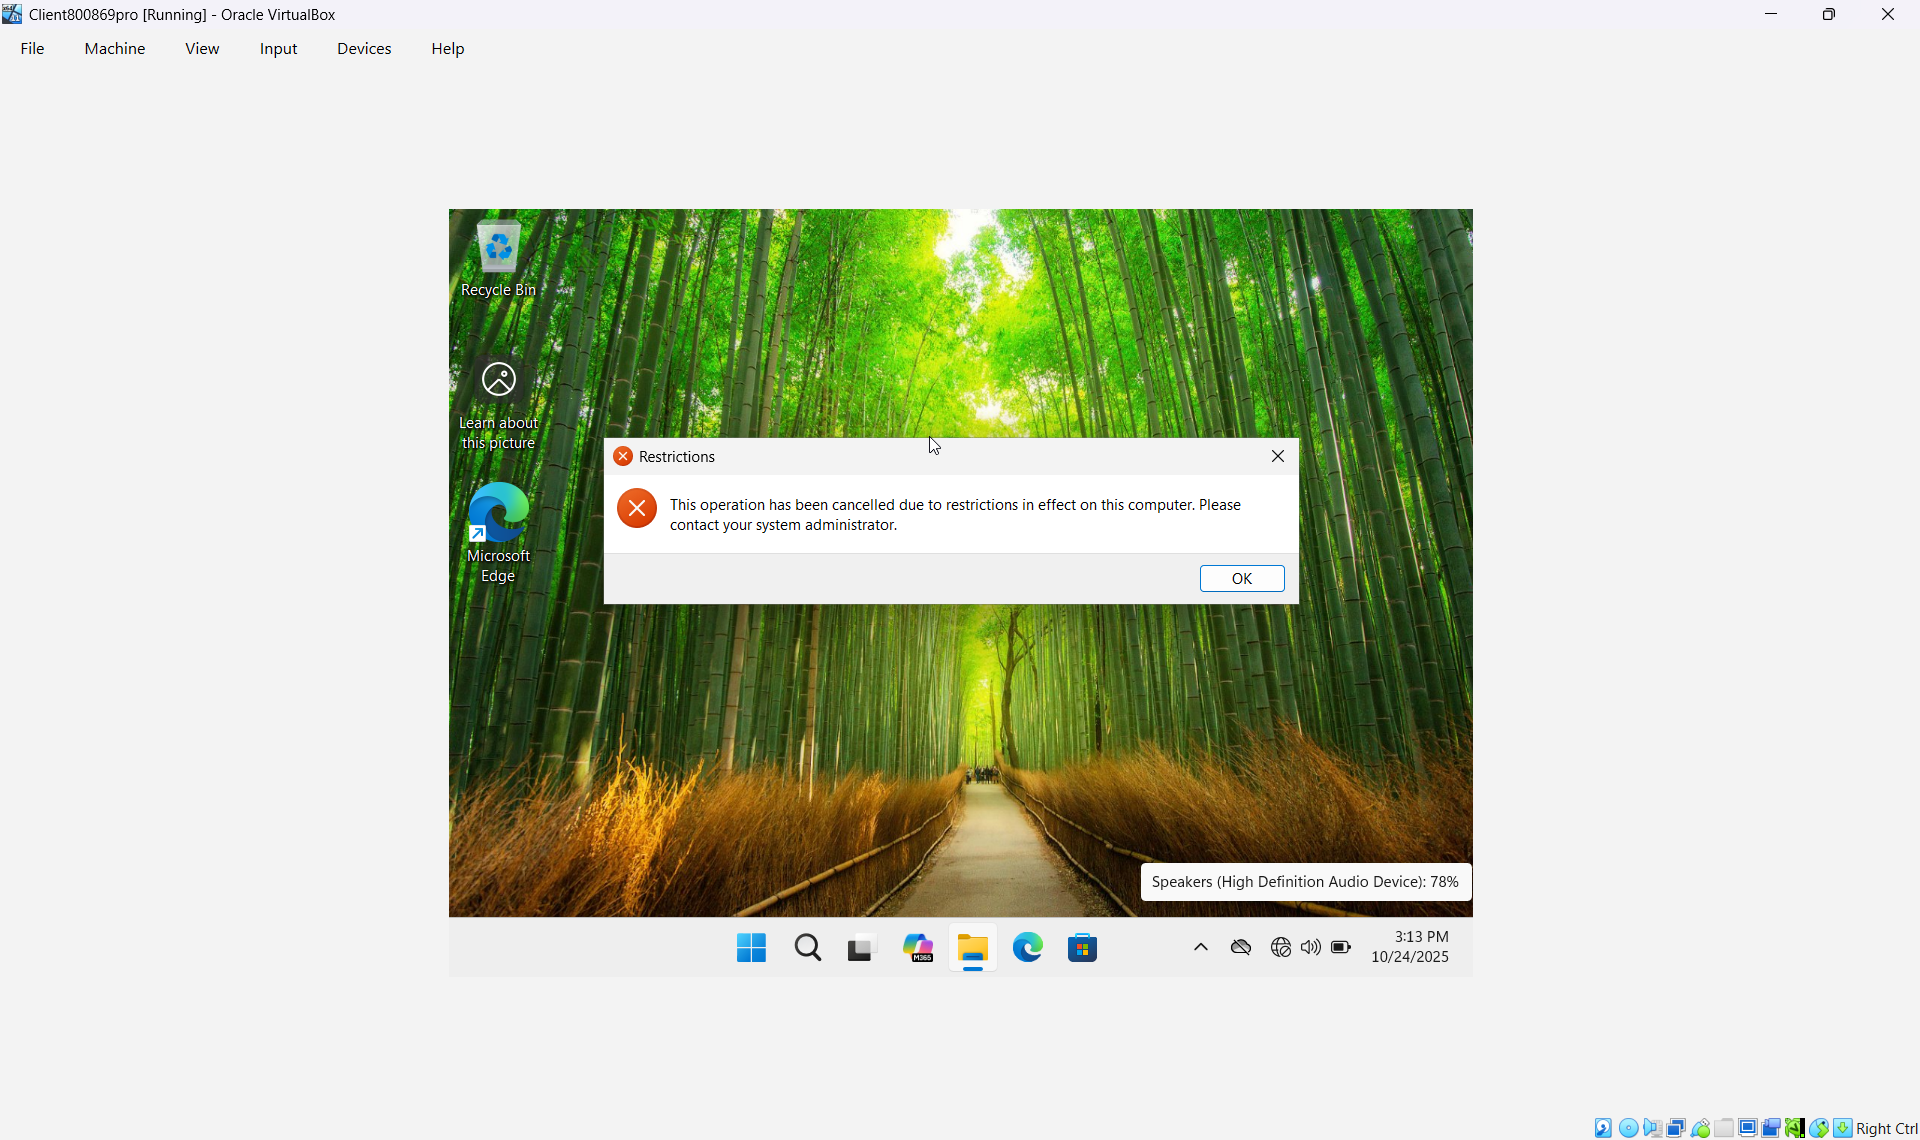 Client800869pro [Running] - Oracle VirtualBox
File Machine View Input Devices Help
Recycle Bin
Learn about
this picture
Microsoft
Edge
Restrictions
This operation has been cancelled due to restrictions in effect on this computer. Please
contact your system administrator.
OK
Speakers (High Definition Audio Device): 78%
M365
3:13 PM
10/24/2025
Right Ctrl